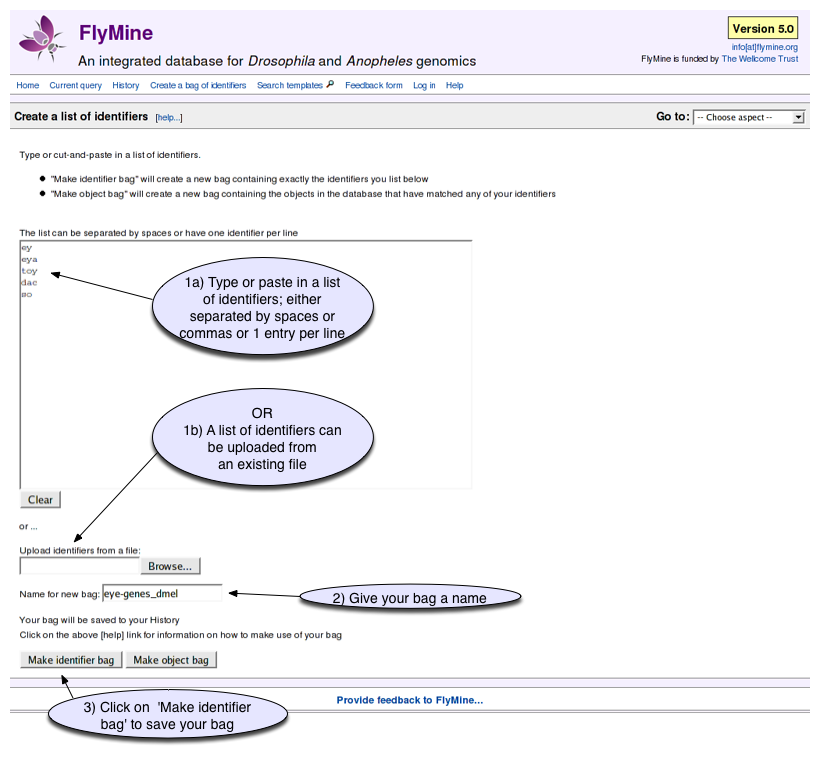 FlyMine
Version 5.0
An integrated database for Drosophila and Anopheles genomics
info[at]flymine.org
FlyMine is funded by The Wellcome Trust
Home Current query History Create a bag of identifiers Search templates Feedback form Log in Help
Create a list of identifiers [help...]
Go to: -- Choose aspect --
Type or cut-and-paste in a list of identifiers.
"Make identifier bag" will create a new bag containing exactly the identifiers you list below
"Make object bag" will create a new bag containing the objects in the database that have matched any of your identifiers
The list can be separated by spaces or have one identifier per line
ey
eya
toy
dac
so
1a) Type or paste in a list
of identifiers; either
separated by spaces or
commas or 1 entry per line
OR
1b) A list of identifiers can
be uploaded from
an existing file
Clear
or ...
Upload identifiers from a file:
Browse...
Name for new bag: eye-genes_dmel
2) Give your bag a name
Your bag will be saved to your History
Click on the above [help] link for information on how to make use of your bag
Make identifier bag Make object bag
3) Click on 'Make identifier
bag' to save your bag
Provide feedback to FlyMine...